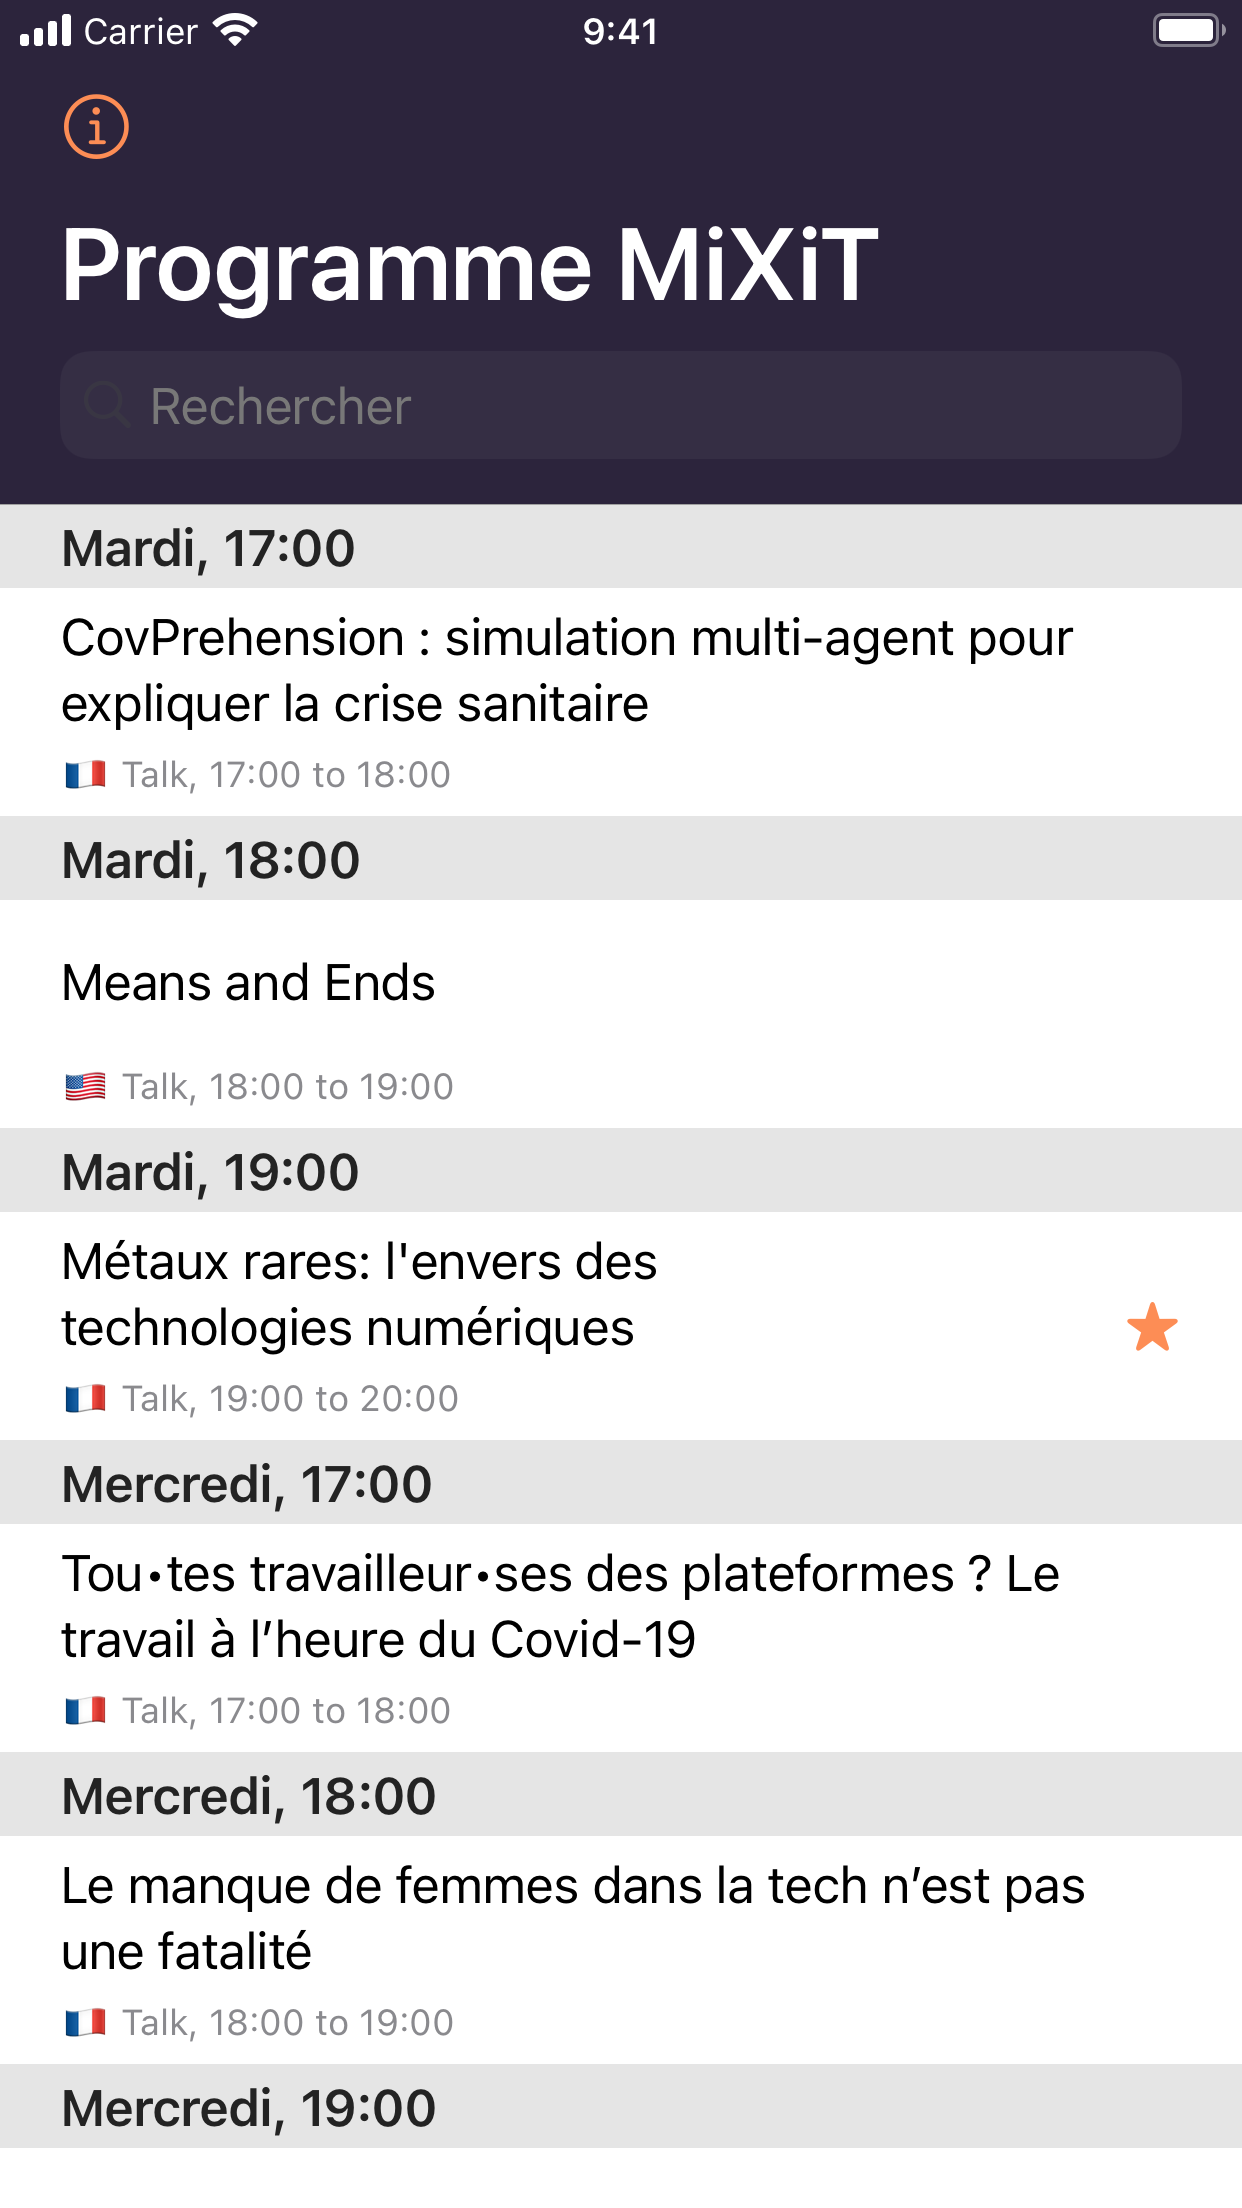 Carrier 9:41
Programme MiXiT
Rechercher
Mardi, 17:00
CovPrehension : simulation multi-agent pour
expliquer la crise sanitaire
🇫🇷 Talk, 17:00 to 18:00
Mardi, 18:00
Means and Ends
🇺🇸 Talk, 18:00 to 19:00
Mardi, 19:00
Métaux rares: l'envers des
technologies numériques
🇫🇷 Talk, 19:00 to 20:00
Mercredi, 17:00
Tou•tes travailleur•ses des plateformes ? Le
travail à l’heure du Covid-19
🇫🇷 Talk, 17:00 to 18:00
Mercredi, 18:00
Le manque de femmes dans la tech n’est pas
une fatalité
🇫🇷 Talk, 18:00 to 19:00
Mercredi, 19:00